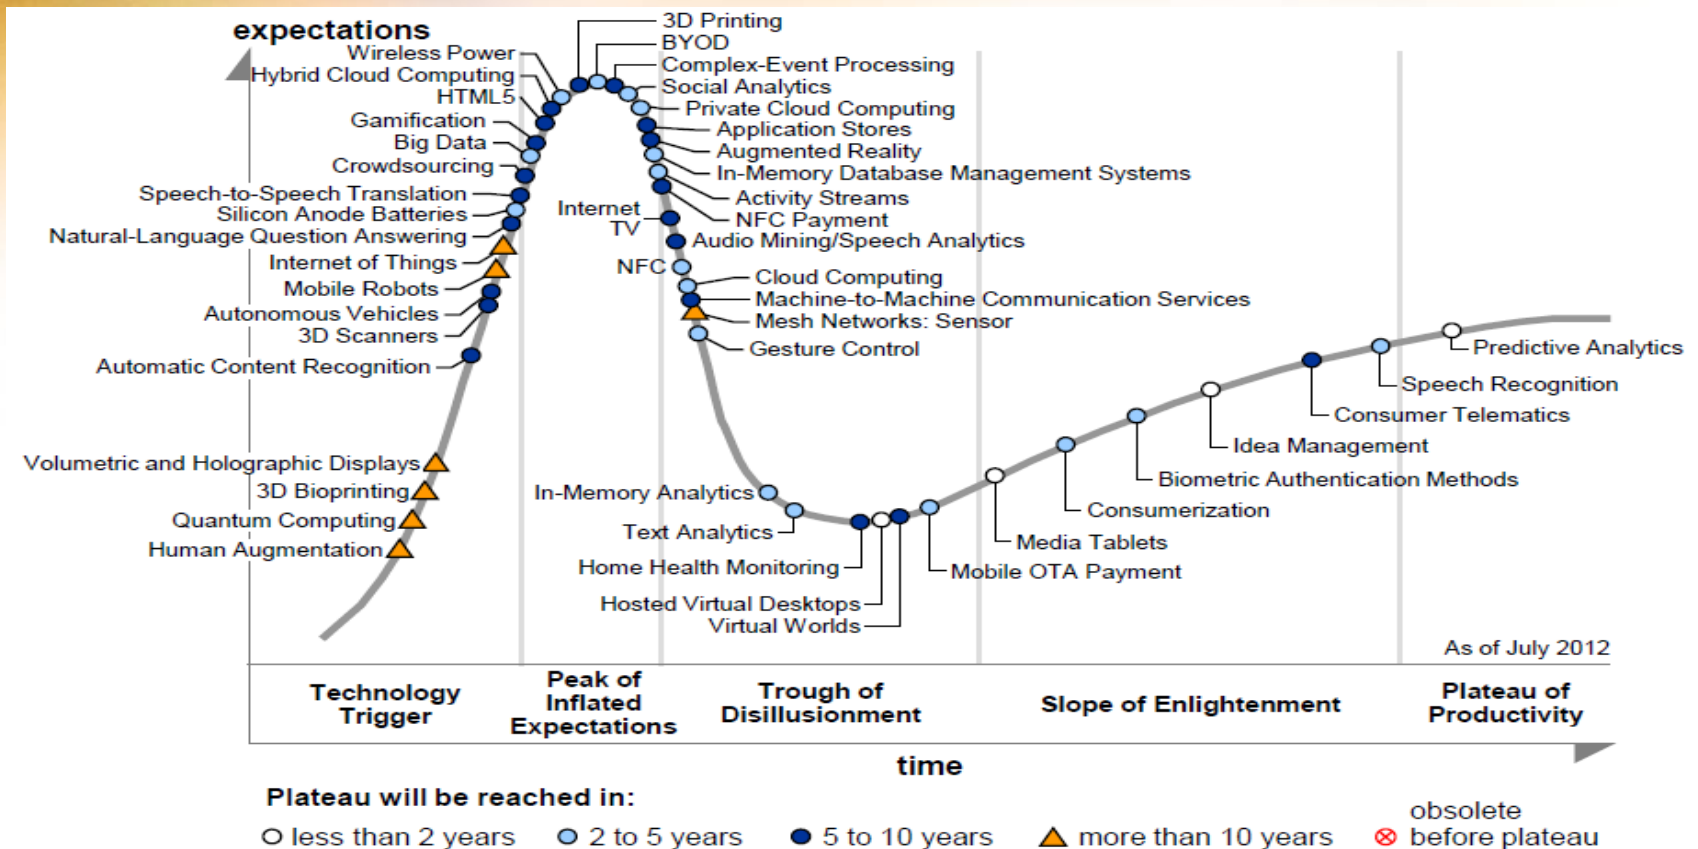 expectations
Wireless Power
Hybrid Cloud Computing
HTML5
Gamification
Big Data
Crowdsourcing
Speech-to-Speech Translation
Silicon Anode Batteries
Natural-Language Question Answering
Internet of Things
Mobile Robots
Autonomous Vehicles
3D Scanners
Automatic Content Recognition
Volumetric and Holographic Displays
3D Bioprinting
Quantum Computing
Human Augmentation
3D Printing
BYOD
Complex-Event Processing
Social Analytics
Private Cloud Computing
Application Stores
Augmented Reality
In-Memory Database Management Systems
Activity Streams
NFC Payment
Internet
TV
Audio Mining/Speech Analytics
NFC
Cloud Computing
Machine-to-Machine Communication Services
Mesh Networks: Sensor
Gesture Control
In-Memory Analytics
Text Analytics
Home Health Monitoring
Hosted Virtual Desktops
Virtual Worlds
Mobile OTA Payment
Media Tablets
Consumerization
Biometric Authentication Methods
Idea Management
Consumer Telematics
Speech Recognition
Predictive Analytics
As of July 2012
Technology
Trigger
Peak of
Inflated
Expectations
Trough of
Disillusionment
Slope of Enlightenment
Plateau of
Productivity
time
Plateau will be reached in:
less than 2 years
2 to 5 years
5 to 10 years
more than 10 years
obsolete
before plateau